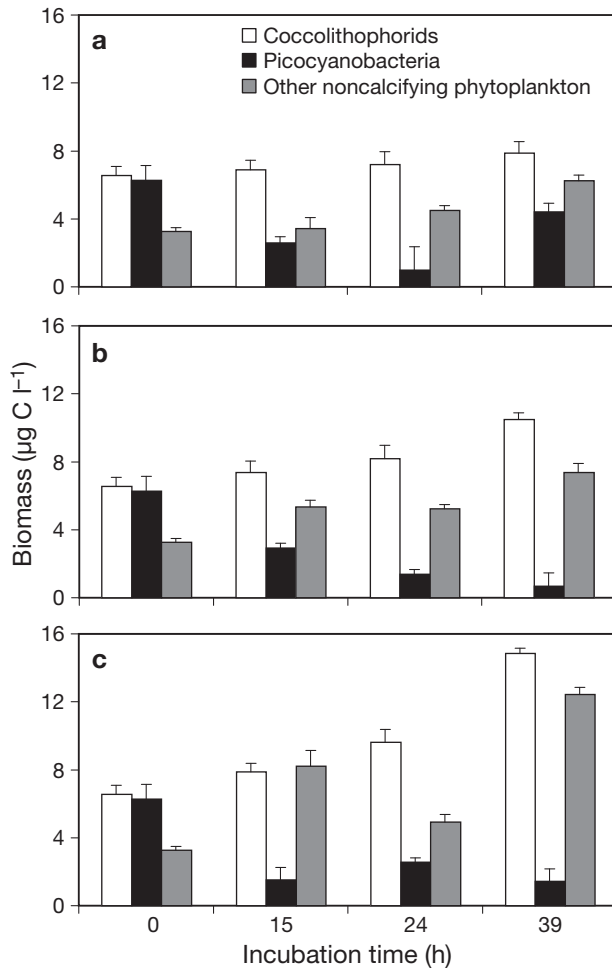 16
a
Coccolithophorids
Picocyanobacteria
Other noncalcifying phytoplankton
12
8
4
0
16
b
12
8
4
0
Biomass (µg C l⁻¹)
16
c
12
8
4
0
0 15 24 39
Incubation time (h)